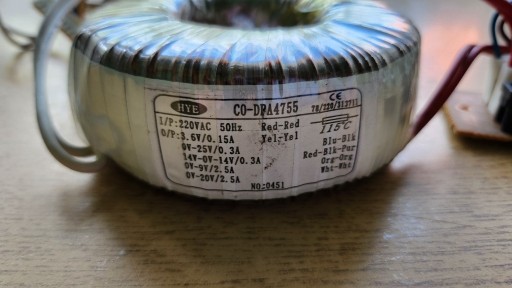 HYE CO-DPA4755 CE
I/P:220VAC 50Hz Red-Red 115℃
O/P:3.6V/0.15A Yel-Yel
0V-25V/0.3A Blu-Blk
14V-0V-14V/0.3A Red-Blk-Pur
0V-9V/2.5A Org-Org
0V-20V/2.5A Wht-Wht
NO:0451